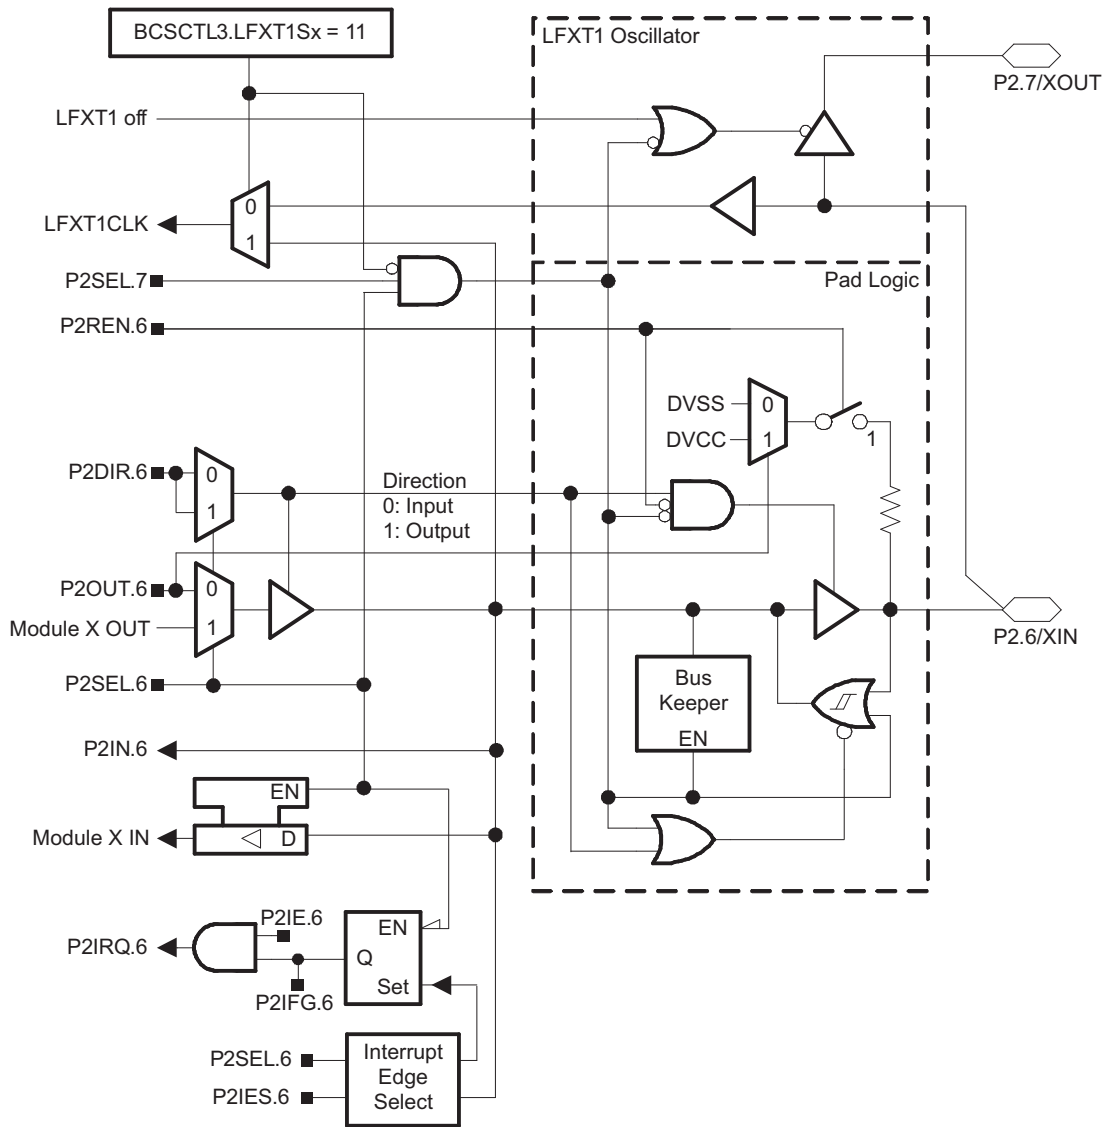 BCSCTL3.LFXT1Sx = 11
LFXT1 Oscillator
P2.7/XOUT
LFXT1 off
0
LFXT1CLK
1
P2SEL.7
Pad Logic
P2REN.6
DVSS
0
DVCC
1
1
P2DIR.6
0
1
Direction
0: Input
1: Output
P2OUT.6
0
Module X OUT
1
P2.6/XIN
P2SEL.6
Bus
Keeper
EN
P2IN.6
EN
Module X IN
D
P2IE.6
EN
P2IRQ.6
Q
Set
P2IFG.6
P2SEL.6
Interrupt
Edge
Select
P2IES.6